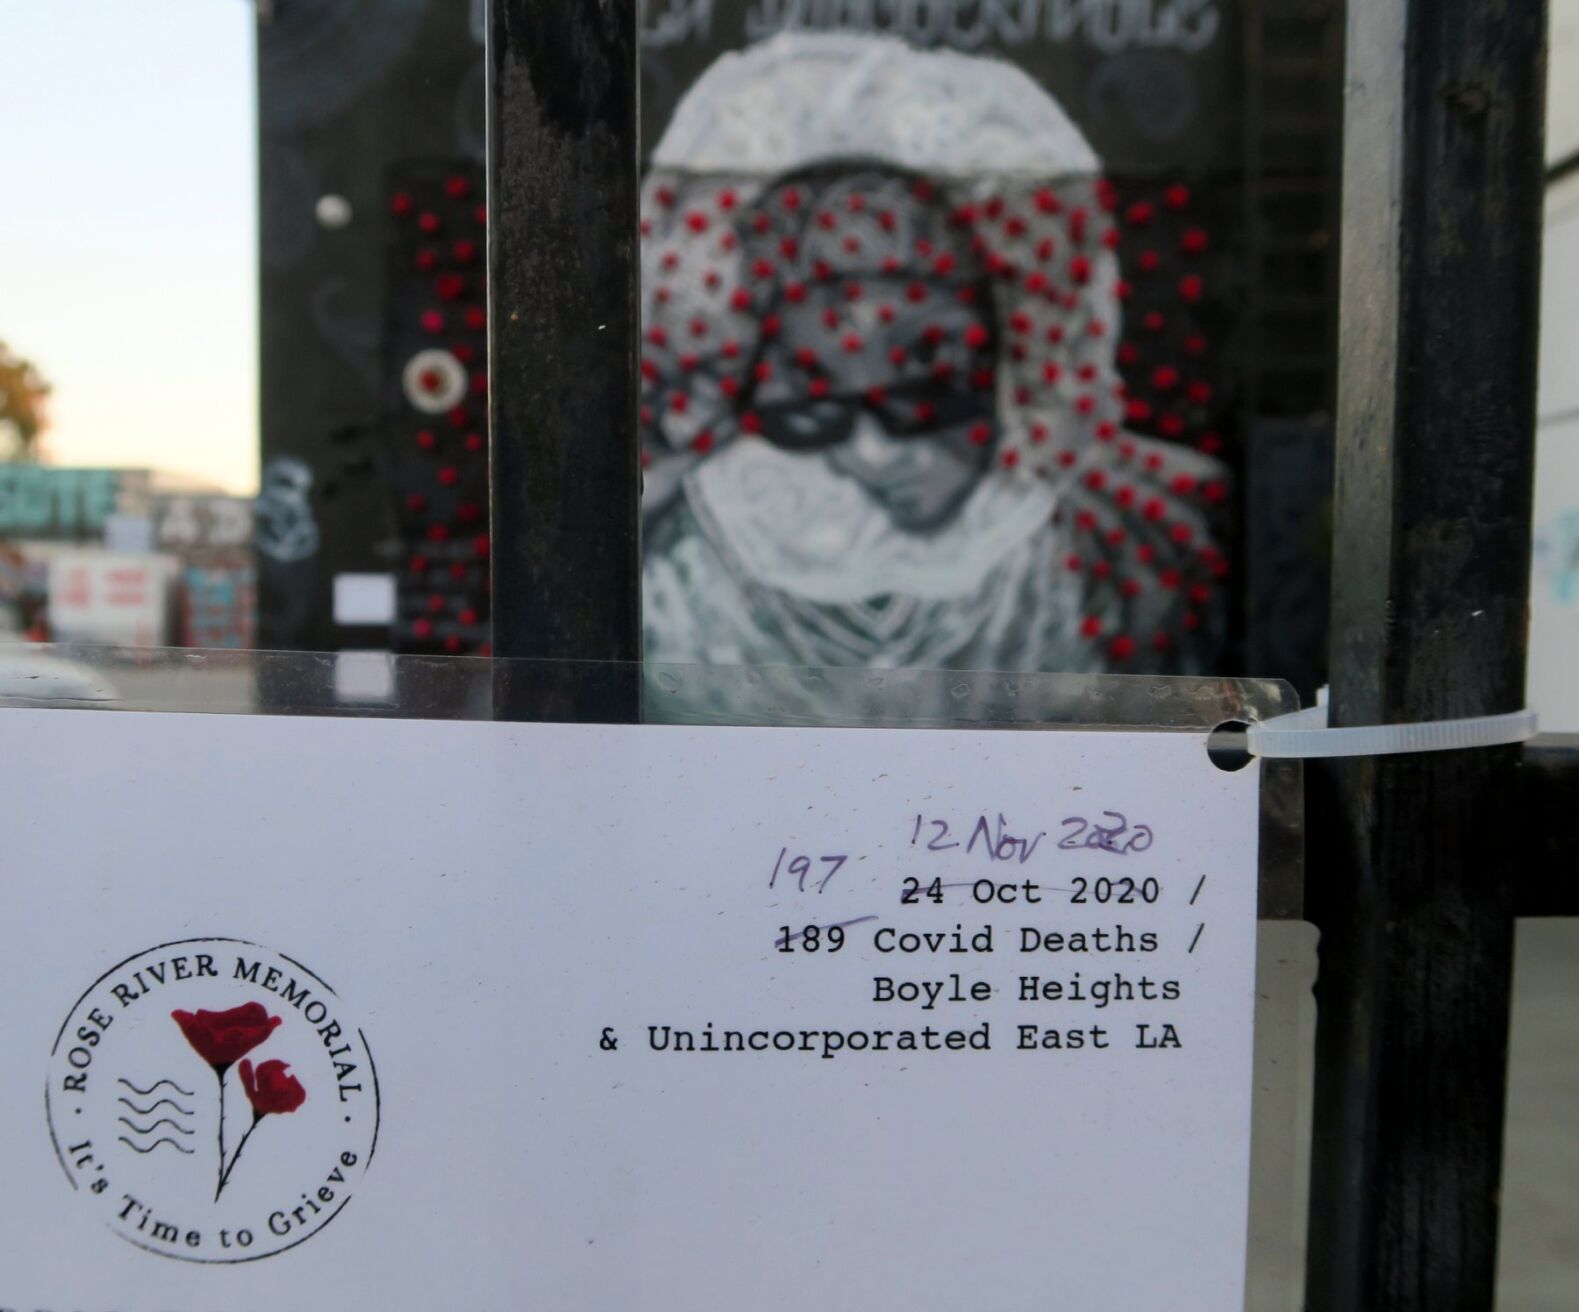 12 Nov 2020
197
24 Oct 2020 /
189 Covid Deaths /
Boyle Heights
& Unincorporated East LA
· ROSE RIVER MEMORIAL ·
It's Time to Grieve